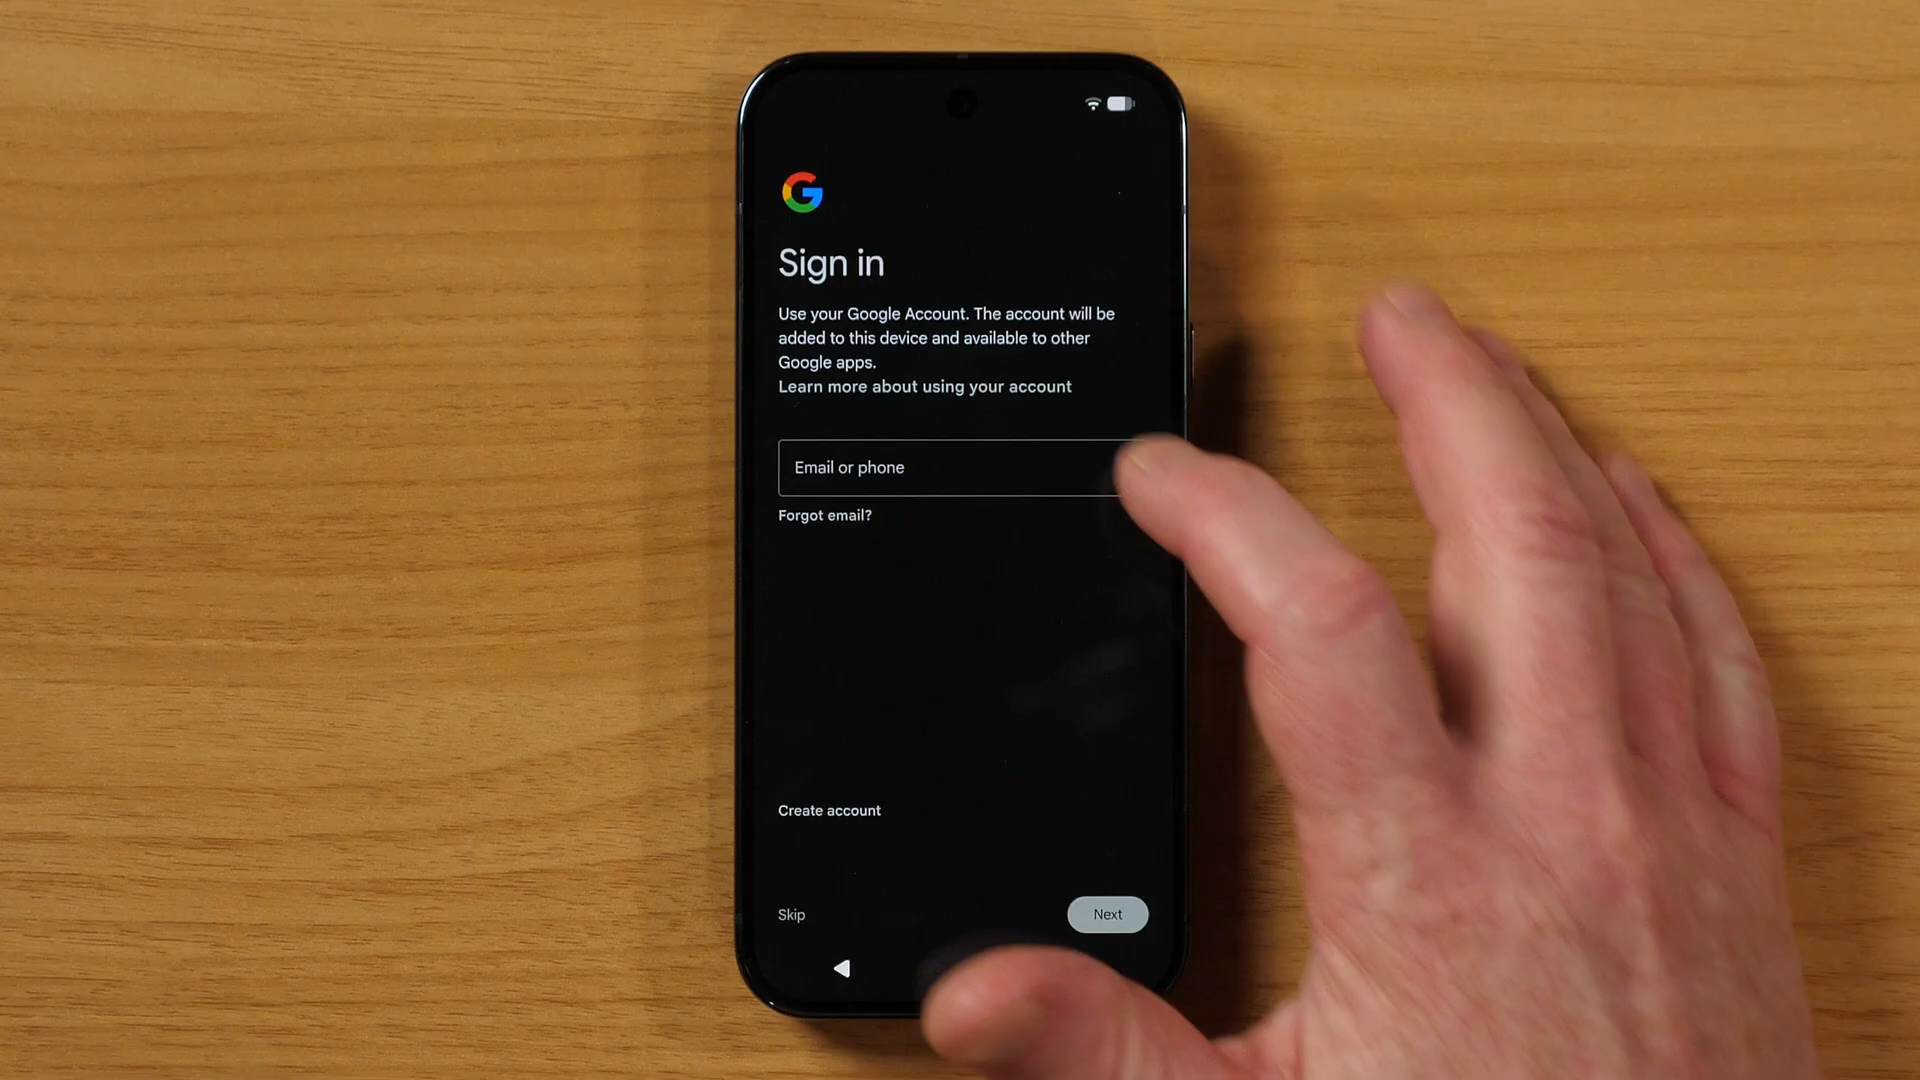 Sign in
Use your Google Account. The account will be
added to this device and available to other
Google apps.
Learn more about using your account
Email or phone
Forgot email?
Create account
Skip
Next